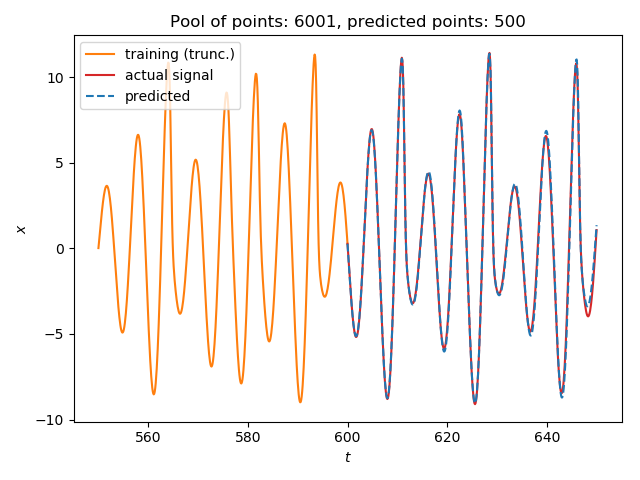 Pool of points: 6001, predicted points: 500
training (trunc.)
actual signal
predicted
10
5
0
−5
−10
x
560
580
600
620
640
t